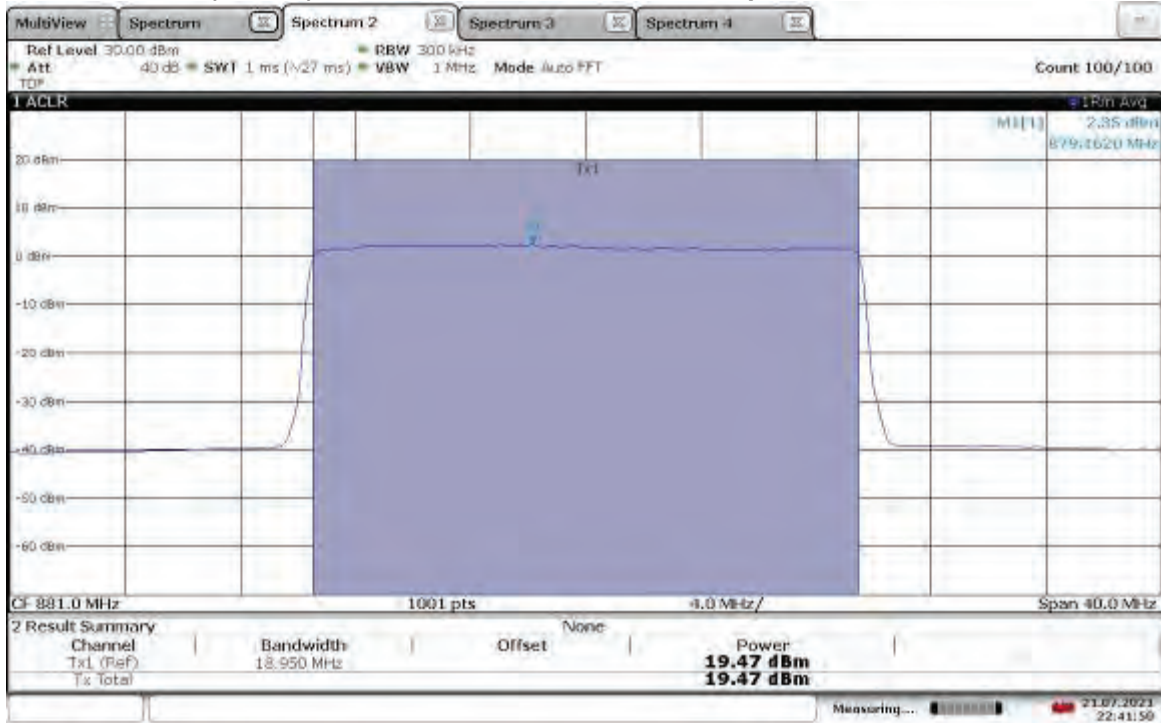 MultiView Spectrum Spectrum 2 Spectrum 3 Spectrum 4
Ref Level 30.00 dBm RBW 300 kHz
Att 40 dB SWT 1 ms (~27 ms) VBW 1 MHz Mode Auto FFT Count 100/100
TDF
1 ACLR 1Rm Avg
M1[1] 2.35 dBm
879.1620 MHz
20 dBm
Tx1
10 dBm
0 dBm
-10 dBm
-20 dBm
-30 dBm
-40 dBm
-50 dBm
-60 dBm
CF 881.0 MHz 1001 pts 4.0 MHz/ Span 40.0 MHz
2 Result Summary None
Channel Bandwidth Offset Power
Tx1 (Ref) 18.950 MHz 19.47 dBm
Tx Total 19.47 dBm
Measuring... 21.07.2021
22:41:50